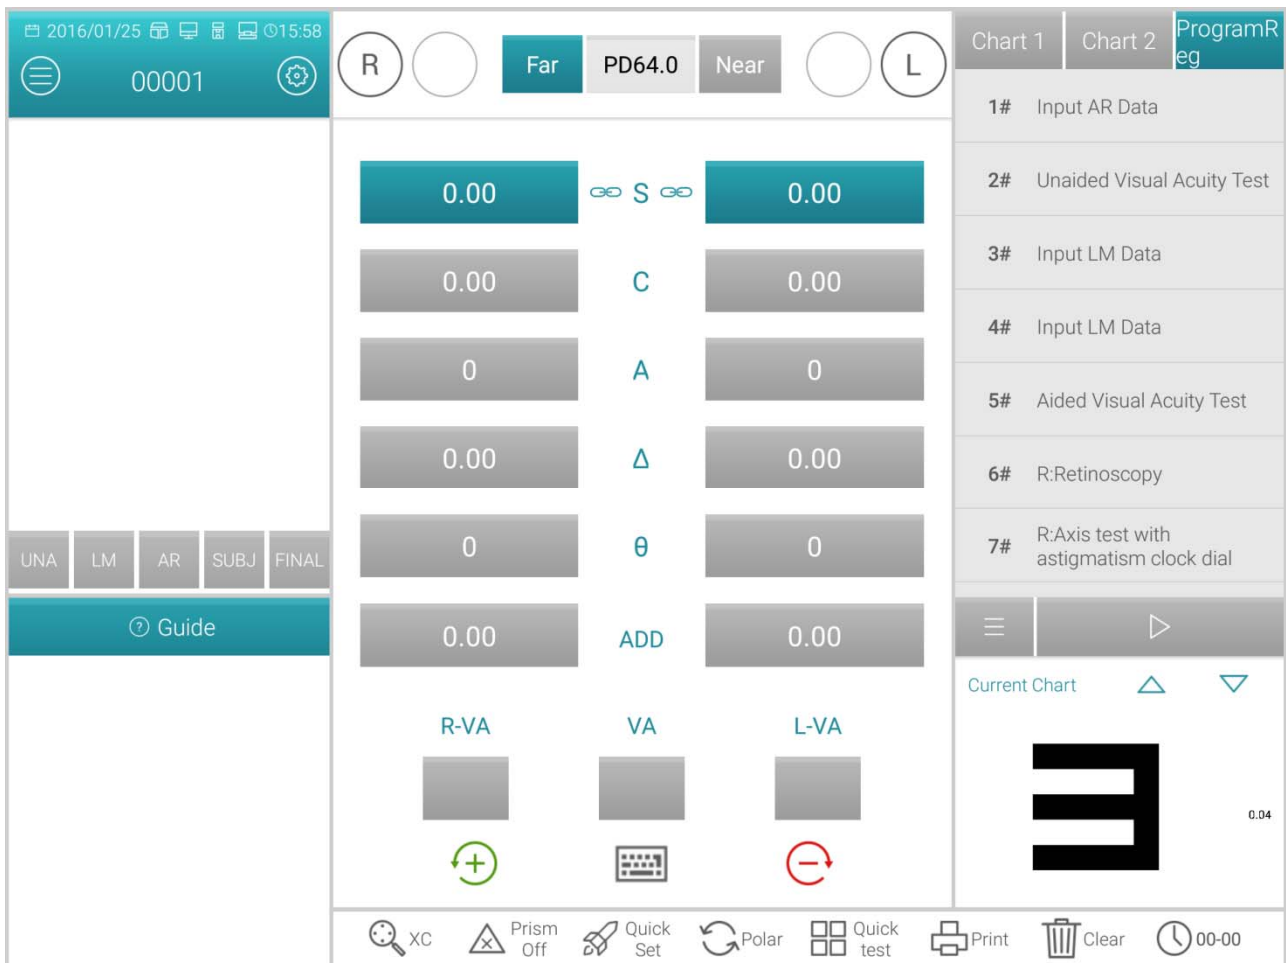 2016/01/25 15:58
00001
UNA LM AR SUBJ FINAL
? Guide
R Far PD64.0 Near L
0.00 S 0.00
0.00 C 0.00
0 A 0
0.00 Δ 0.00
0 θ 0
0.00 ADD 0.00
R-VA VA L-VA
XC
Prism
Off
Quick
Set
Polar
Quick
test
Print
Clear
00-00
Chart 1 Chart 2 ProgramR
eg
1# Input AR Data
2# Unaided Visual Acuity Test
3# Input LM Data
4# Input LM Data
5# Aided Visual Acuity Test
6# R:Retinoscopy
7# R:Axis test with
astigmatism clock dial
Current Chart
0.04